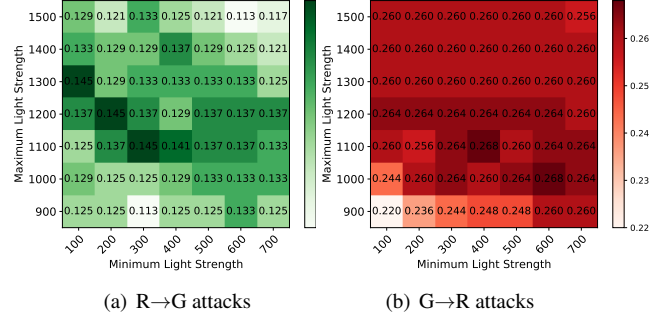 Maximum Light Strength
1500 0.129 0.121 0.133 0.125 0.121 0.113 0.117
1400 0.133 0.129 0.129 0.137 0.129 0.125 0.121
1300 0.145 0.129 0.133 0.133 0.133 0.133 0.125
1200 0.137 0.145 0.137 0.129 0.137 0.137 0.137
1100 0.125 0.137 0.145 0.141 0.137 0.137 0.133
1000 0.129 0.125 0.125 0.129 0.133 0.133 0.133
900 0.125 0.125 0.113 0.125 0.125 0.133 0.125
100 200 300 400 500 600 700
Minimum Light Strength
(a) R→G attacks
Maximum Light Strength
1500 0.260 0.260 0.260 0.260 0.260 0.260 0.256
1400 0.260 0.260 0.260 0.260 0.260 0.260 0.260
1300 0.260 0.260 0.260 0.260 0.260 0.260 0.260
1200 0.264 0.264 0.264 0.264 0.264 0.264 0.260
1100 0.260 0.256 0.264 0.268 0.260 0.264 0.264
1000 0.244 0.260 0.264 0.260 0.264 0.268 0.264
900 0.220 0.236 0.244 0.248 0.248 0.260 0.260
100 200 300 400 500 600 700
Minimum Light Strength
0.26
0.25
0.24
0.23
0.22
(b) G→R attacks